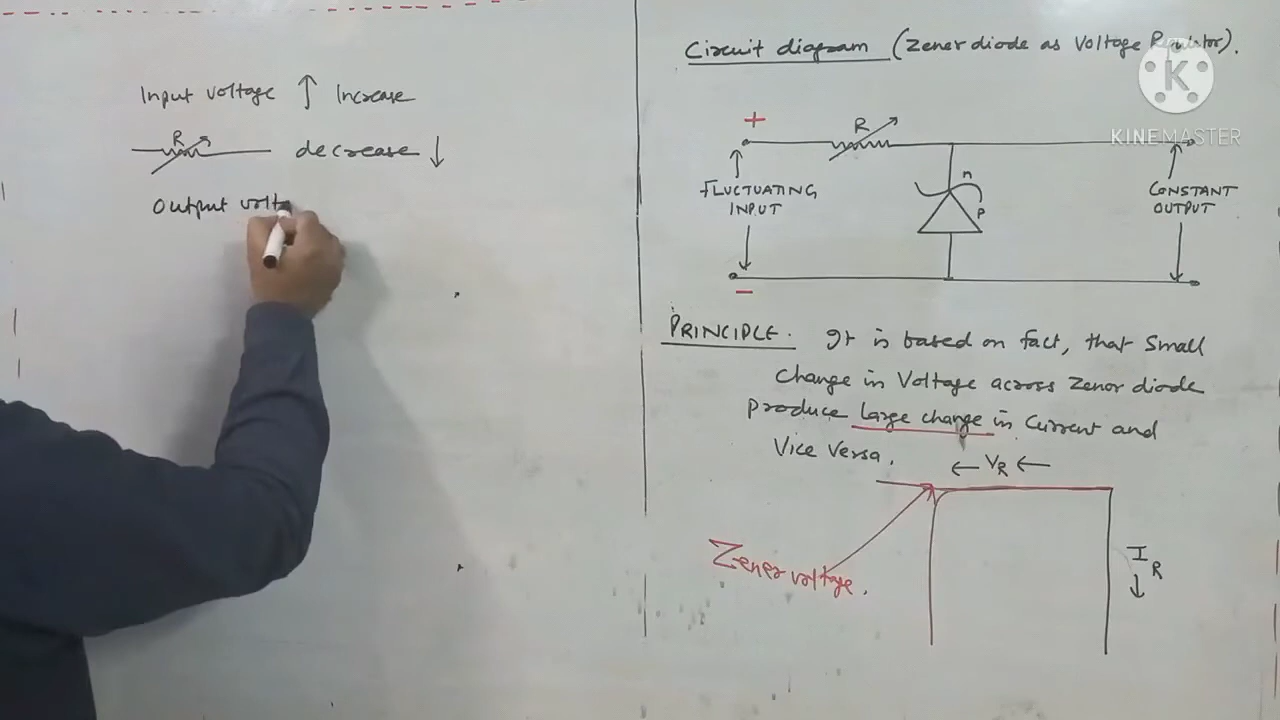 Input voltage ↑ Increase
R
decrease ↓
Output volt
Circuit diagram (Zener diode as Voltage Regulator).
K
KINEMASTER
+
R
n
P
FLUCTUATING
INPUT
CONSTANT
OUTPUT
−
PRINCIPLE. It is based on fact, that Small
Change in Voltage across Zenor diode
Produce large change in Current and
Vice Versa.
← VR ←
IR
↓
Zener voltage.